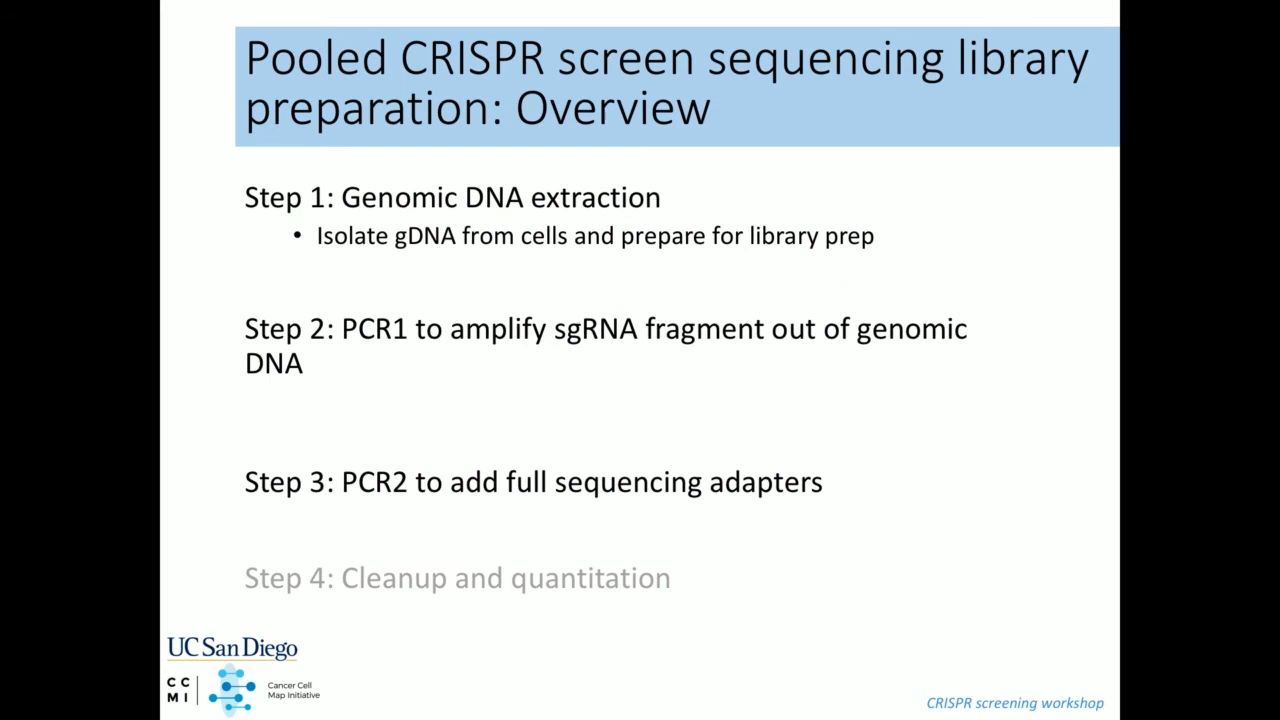 Pooled CRISPR screen sequencing library
preparation: Overview
Step 1: Genomic DNA extraction
• Isolate gDNA from cells and prepare for library prep
Step 2: PCR1 to amplify sgRNA fragment out of genomic
DNA
Step 3: PCR2 to add full sequencing adapters
Step 4: Cleanup and quantitation
UC San Diego
C C
M I
Cancer Cell
Map Initiative
CRISPR screening workshop